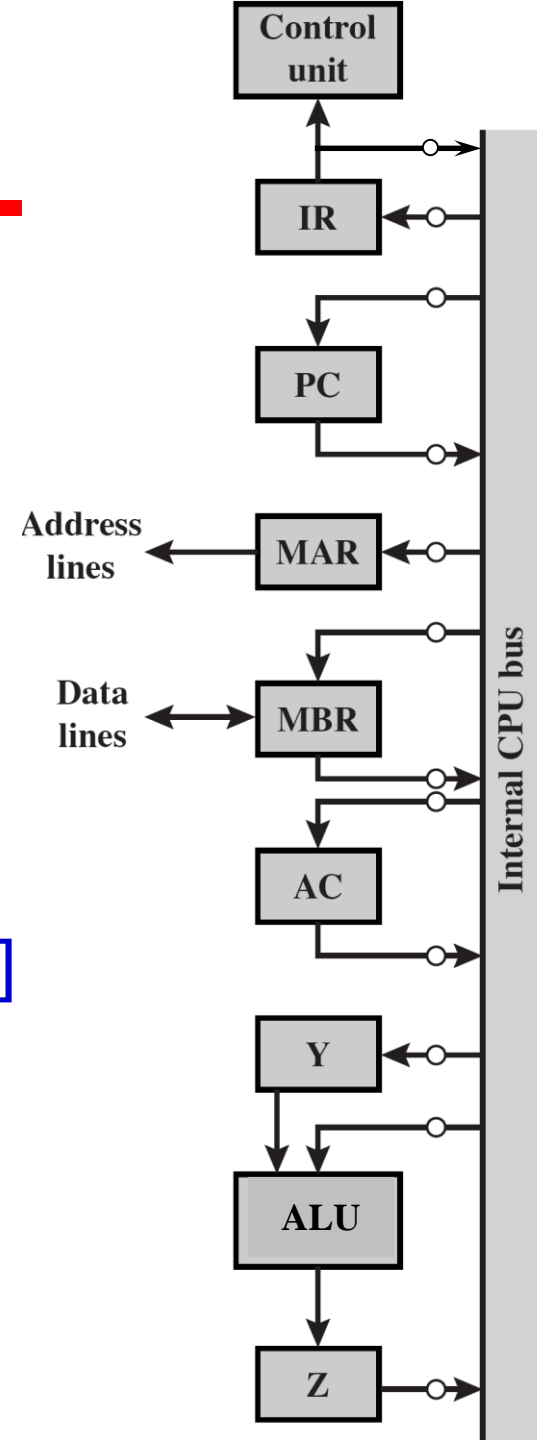 Control
unit
IR
PC
Address
lines
MAR
Data
lines
MBR
Internal CPU bus
AC
Y
ALU
Z